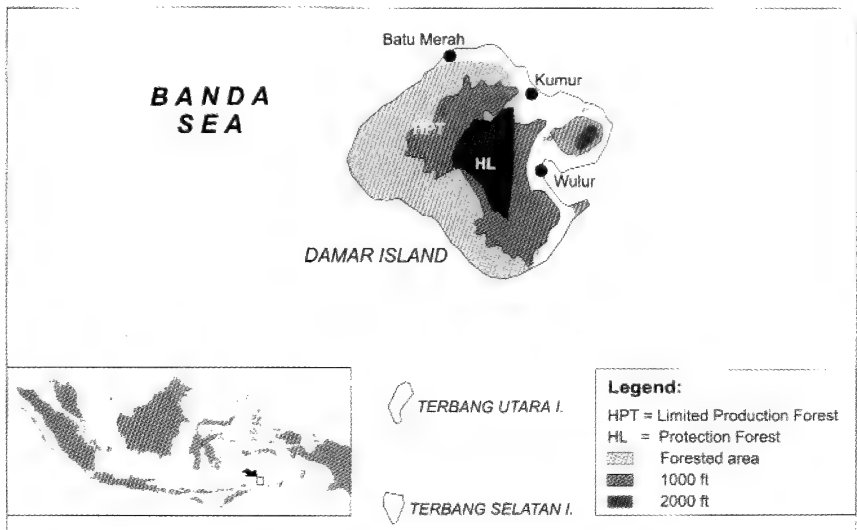 Batu Merah
Kumur
BANDA
SEA
HPT
HL
Wulur
DAMAR ISLAND
TERBANG UTARA I.
TERBANG SELATAN I.
Legend:
HPT = Limited Production Forest
HL = Protection Forest
Forested area
1000 ft
2000 ft